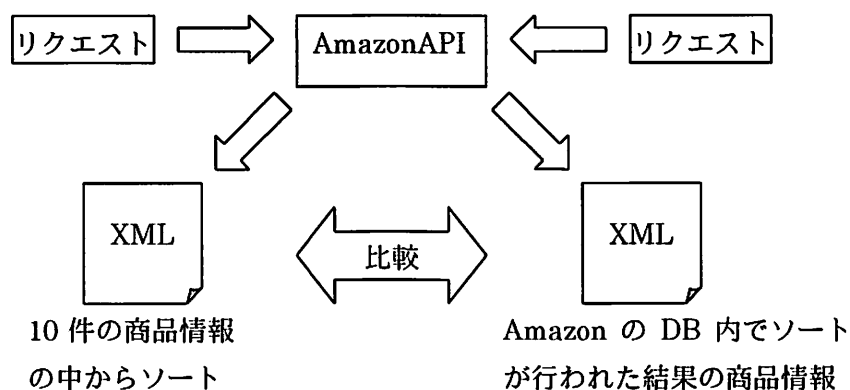 リクエスト
AmazonAPI
リクエスト
XML
比較
XML
10 件の商品情報
の中からソート
Amazon の DB 内でソート
が行われた結果の商品情報